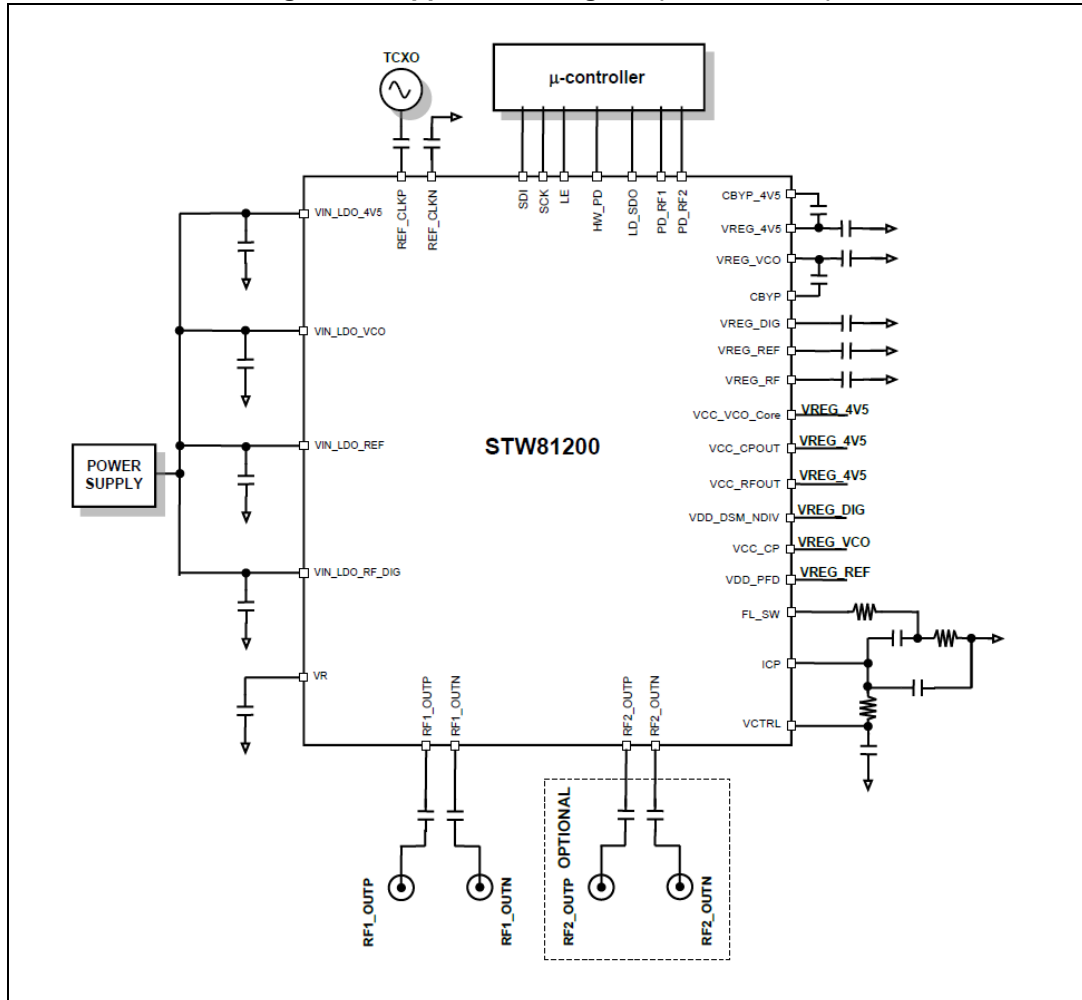 TCXO
μ-controller
REF_CLKP
REF_CLKN
SDI
SCK
LE
HW_PD
LD_SDO
PD_RF1
PD_RF2
VIN_LDO_4V5
VIN_LDO_VCO
VIN_LDO_REF
VIN_LDO_RF_DIG
VR
POWER
SUPPLY
STW81200
CBYP_4V5
VREG_4V5
VREG_VCO
CBYP
VREG_DIG
VREG_REF
VREG_RF
VCC_VCO_Core VREG_4V5
VCC_CPOUT VREG_4V5
VCC_RFOUT VREG_4V5
VDD_DSM_NDIV VREG_DIG
VCC_CP VREG_VCO
VDD_PFD VREG_REF
FL_SW
ICP
VCTRL
RF1_OUTP
RF1_OUTN
RF2_OUTP
RF2_OUTN
OPTIONAL
RF1_OUTP
RF1_OUTN
RF2_OUTP
RF2_OUTN